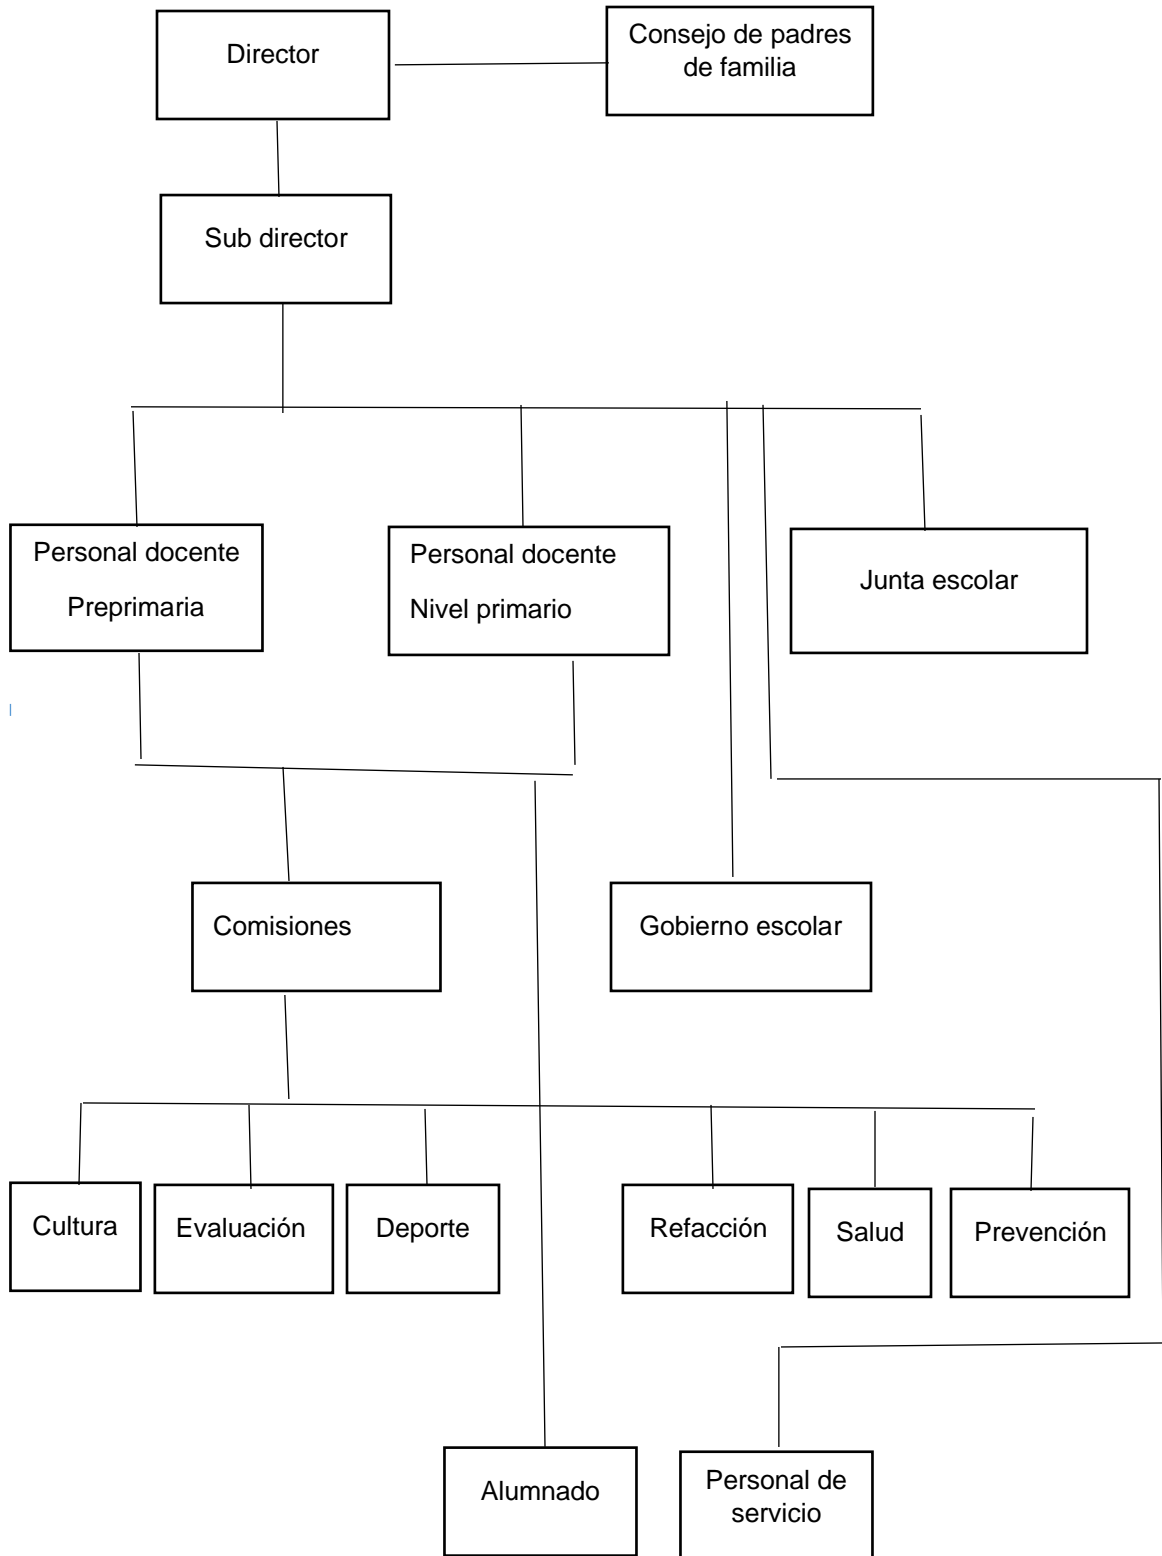 Director
Consejo de padres
de familia
Sub director
Personal docente
Preprimaria
Personal docente
Nivel primario
Junta escolar
Comisiones
Gobierno escolar
Cultura
Evaluación
Deporte
Refacción
Salud
Prevención
Alumnado
Personal de
servicio